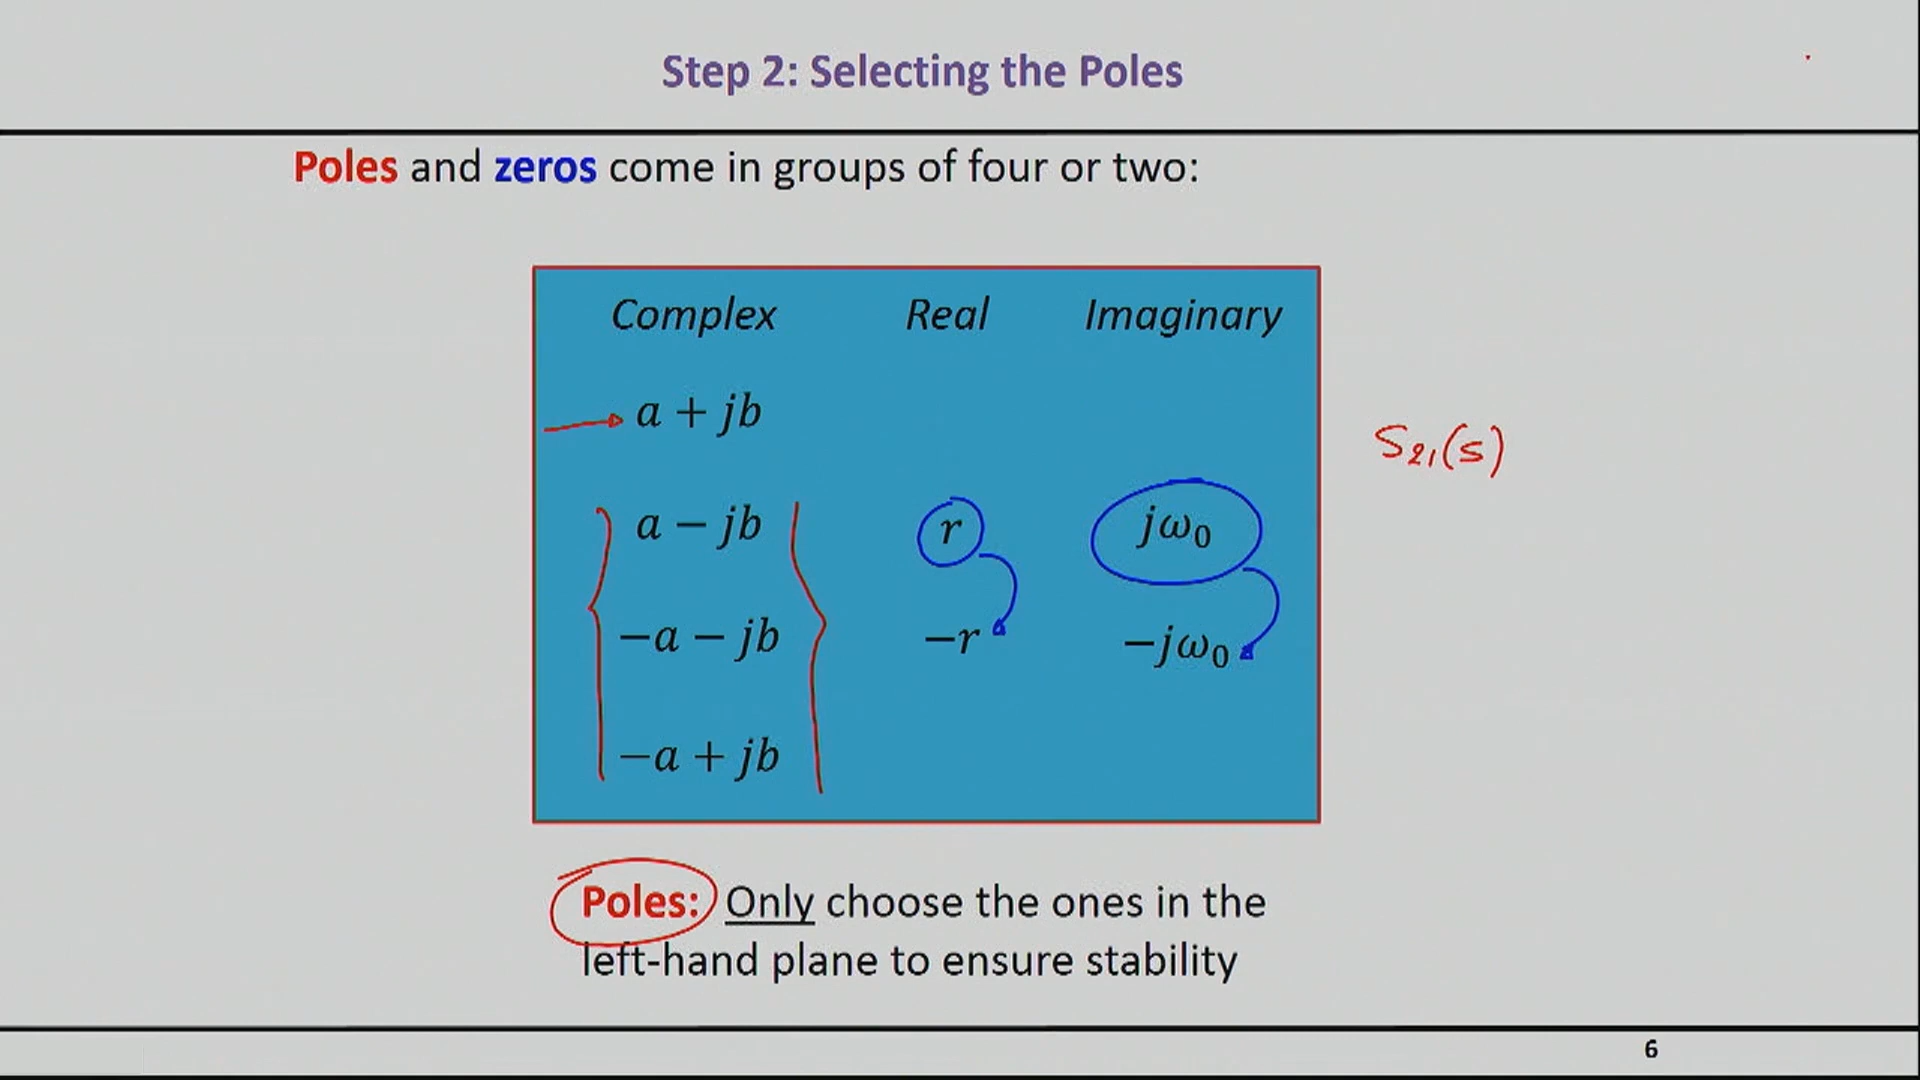 Step 2: Selecting the Poles
Poles and zeros come in groups of four or two:
Complex Real Imaginary
a + jb
S₂₁(s)
a − jb r jω₀
−a − jb −r −jω₀
−a + jb
Poles: Only choose the ones in the
left-hand plane to ensure stability
6